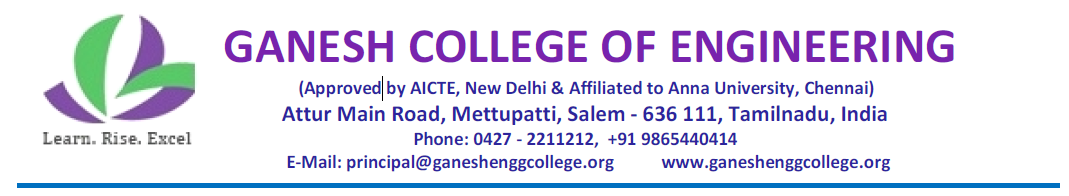 GANESH COLLEGE OF ENGINEERING
(Approved by AICTE, New Delhi & Affiliated to Anna University, Chennai)
Attur Main Road, Mettupatti, Salem - 636 111, Tamilnadu, India
Phone: 0427 - 2211212, +91 9865440414
E-Mail: principal@ganeshenggcollege.org www.ganeshenggcollege.org
Learn. Rise. Excel